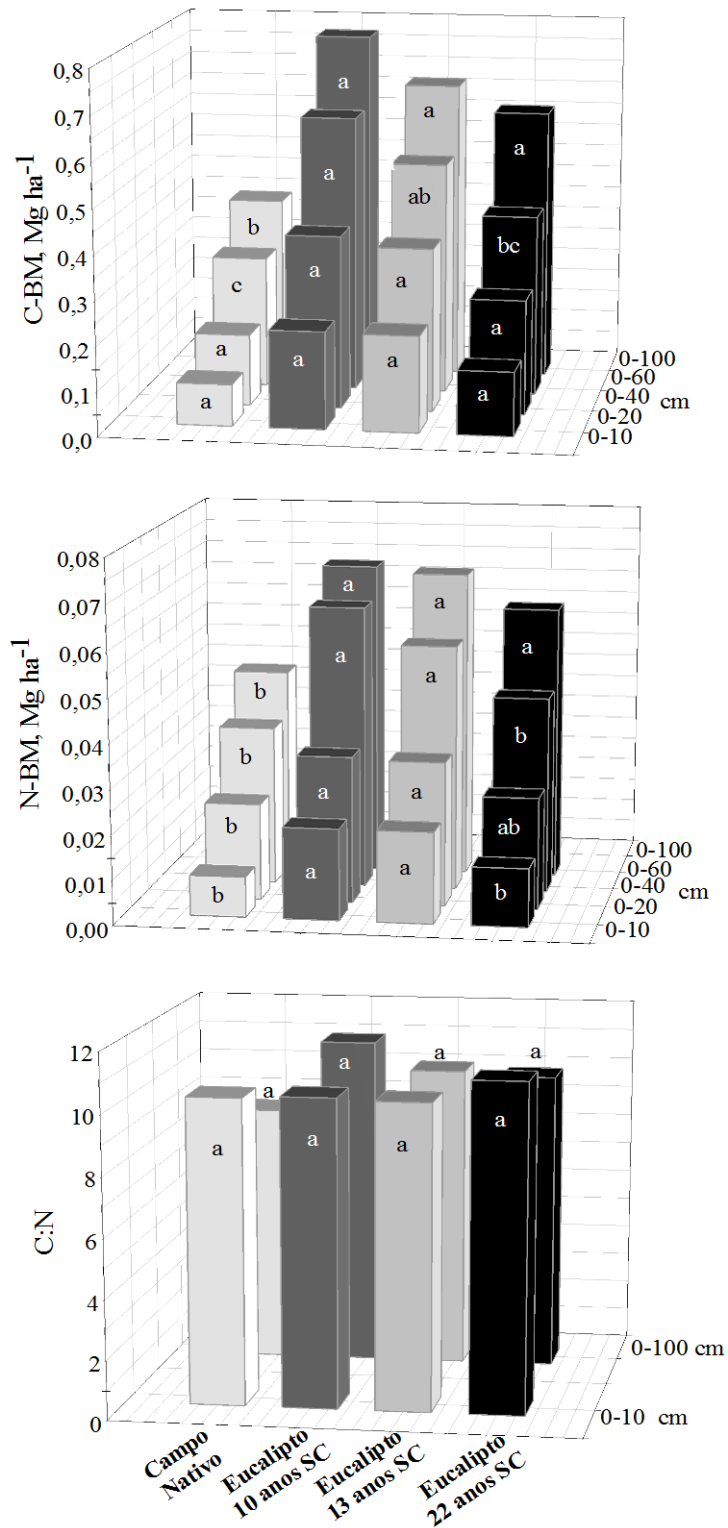 C-BM, Mg ha-1
0,8
0,7
0,6
0,5
0,4
0,3
0,2
0,1
0,0
a
a
a
a
a
a
ab
b
bc
c
a
a
a
a
a
a
0-100
0-60
0-40
0-20
0-10
cm
N-BM, Mg ha-1
0,08
0,07
0,06
0,05
0,04
0,03
0,02
0,01
0,00
a
a
a
a
a
b
b
b
a
a
ab
b
a
a
b
b
0-100
0-60
0-40
0-20
0-10
cm
C:N
12
10
8
6
4
2
0
a
a
a
a
a
a
a
a
0-100 cm
0-10 cm
Campo
Nativo
Eucalipto
10 anos SC
Eucalipto
13 anos SC
Eucalipto
22 anos SC